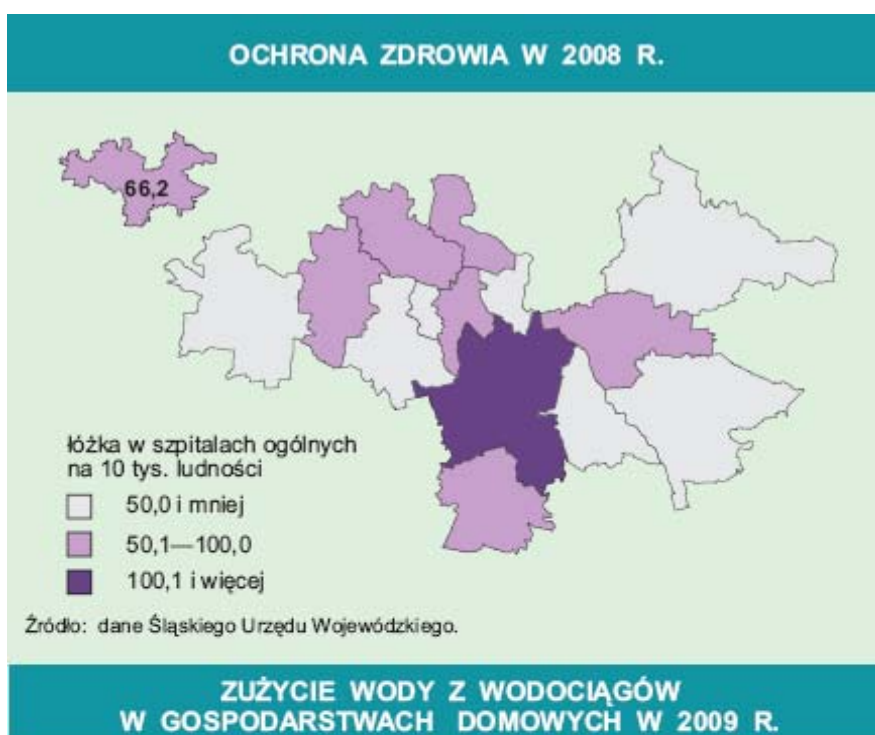 OCHRONA ZDROWIA W 2008 R.
66,2
łóżka w szpitalach ogólnych
na 10 tys. ludności
50,0 i mniej
50,1—100,0
100,1 i więcej
Źródło: dane Śląskiego Urzędu Wojewódzkiego.
ZUŻYCIE WODY Z WODOCIĄGÓW
W GOSPODARSTWACH DOMOWYCH W 2009 R.